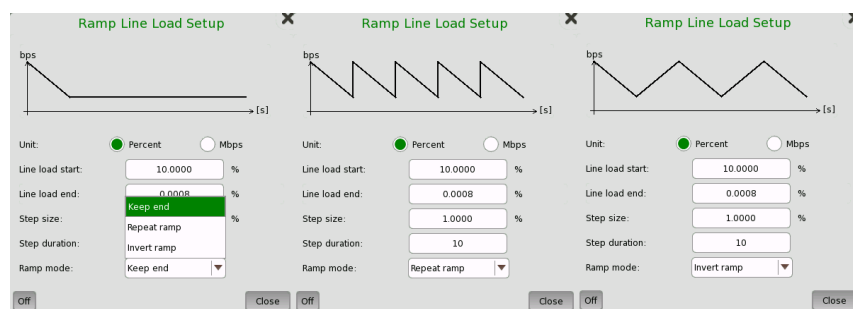 Ramp Line Load Setup
bps
[s]
Unit: Percent Mbps
Line load start: 10.0000 %
Line load end: 0.0008
Step size: %
Keep end
Repeat ramp
Invert ramp
Step duration:
Ramp mode: Keep end
Off Close
Ramp Line Load Setup
bps
[s]
Unit: Percent Mbps
Line load start: 10.0000 %
Line load end: 0.0008 %
Step size: 1.0000 %
Step duration: 10
Ramp mode: Repeat ramp
Off Close
Ramp Line Load Setup
bps
[s]
Unit: Percent Mbps
Line load start: 10.0000 %
Line load end: 0.0008 %
Step size: 1.0000 %
Step duration: 10
Ramp mode: Invert ramp
Off Close